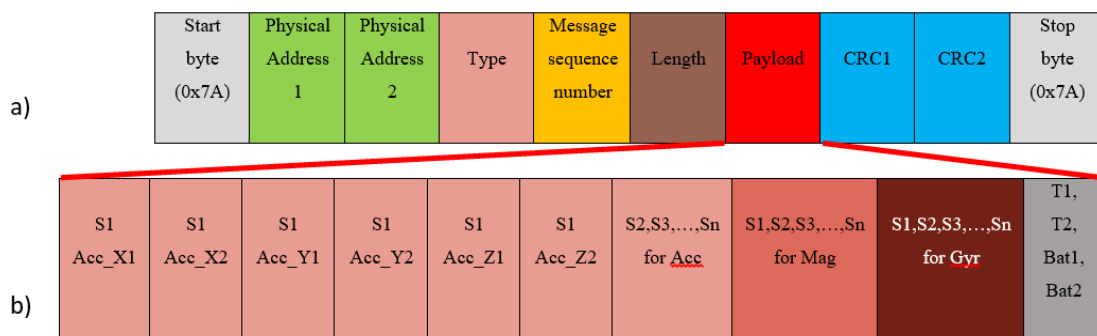 a)
Start
byte
(0x7A)
Physical
Address
1
Physical
Address
2
Type
Message
sequence
number
Length
Payload
CRC1
CRC2
Stop
byte
(0x7A)
b)
S1
Acc_X1
S1
Acc_X2
S1
Acc_Y1
S1
Acc_Y2
S1
Acc_Z1
S1
Acc_Z2
S2,S3,…,Sn
for Acc
S1,S2,S3,…,Sn
for Mag
S1,S2,S3,…,Sn
for Gyr
T1,
T2,
Bat1,
Bat2